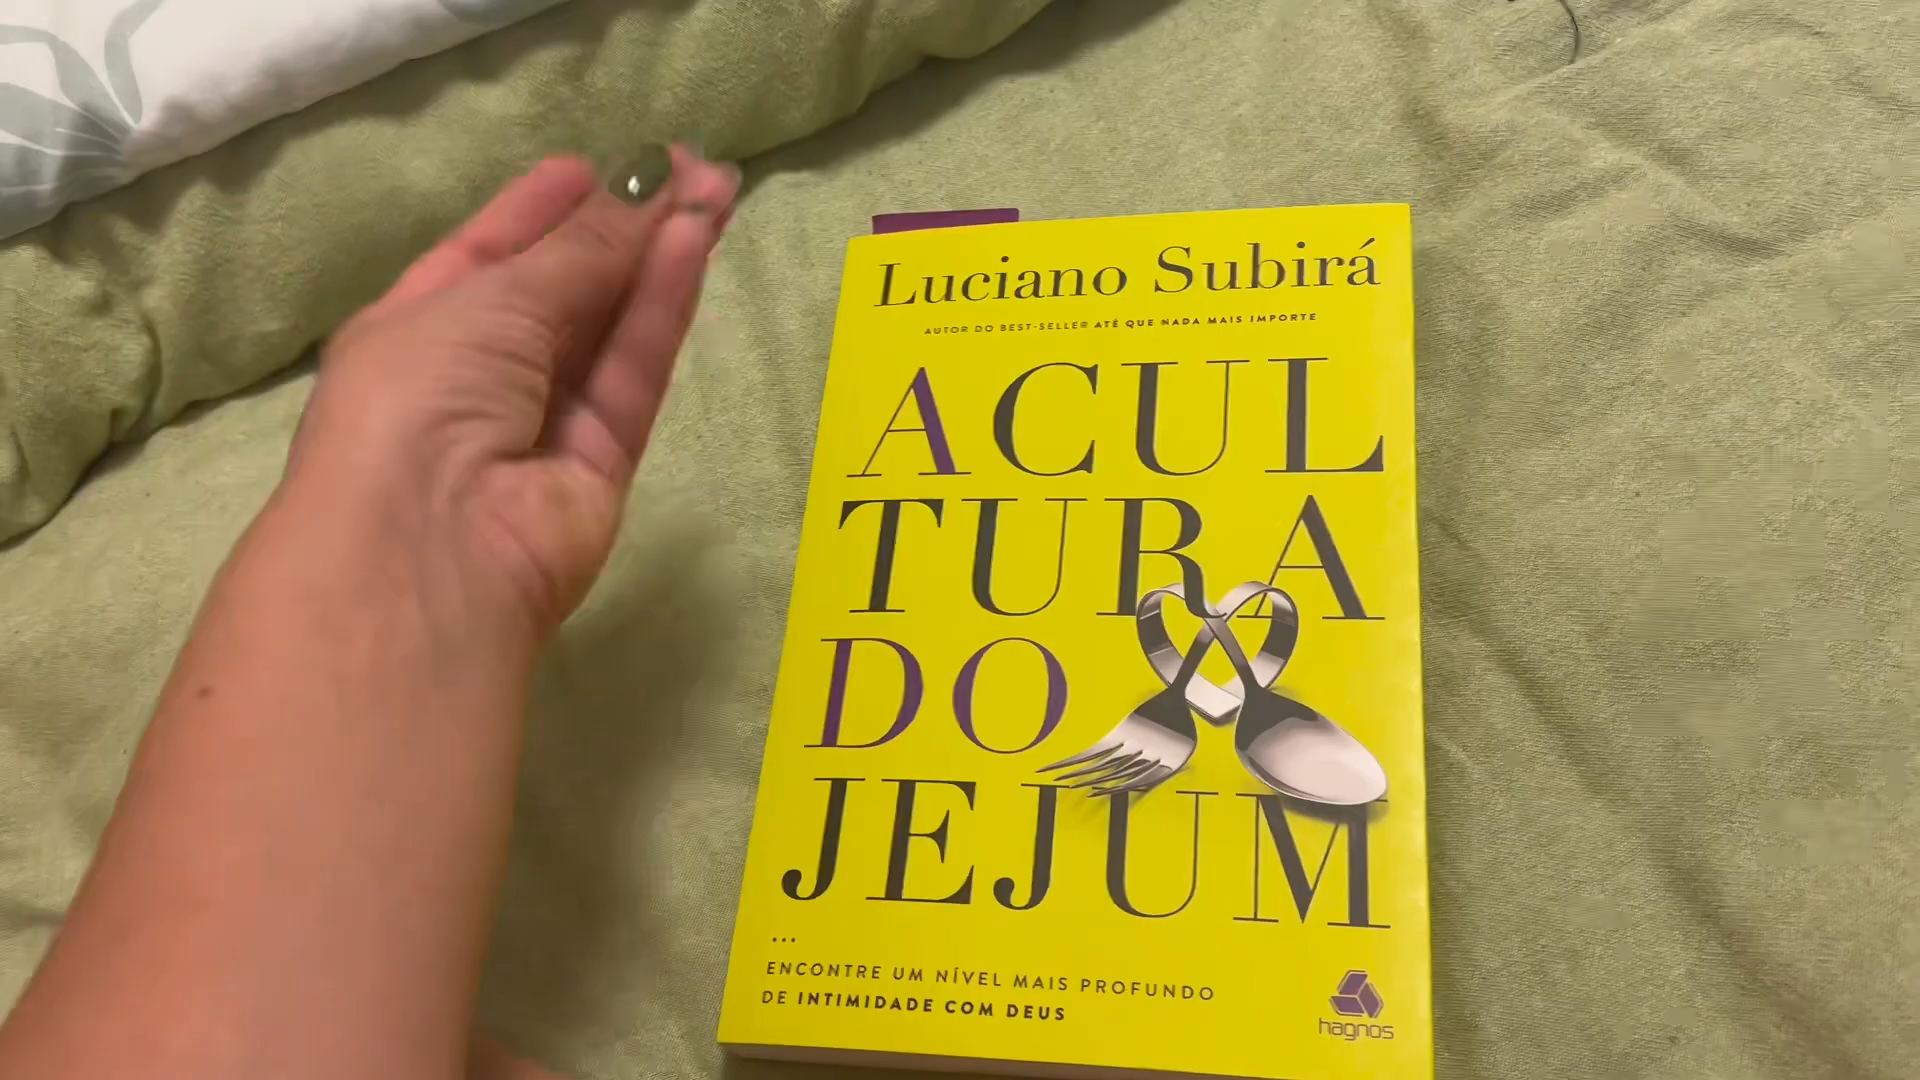 Luciano Subirá
AUTOR DO BEST-SELLER ATÉ QUE NADA MAIS IMPORTE
A CUL
TURA
DO
JEJUM
...
ENCONTRE UM NÍVEL MAIS PROFUNDO
DE INTIMIDADE COM DEUS
hagnos